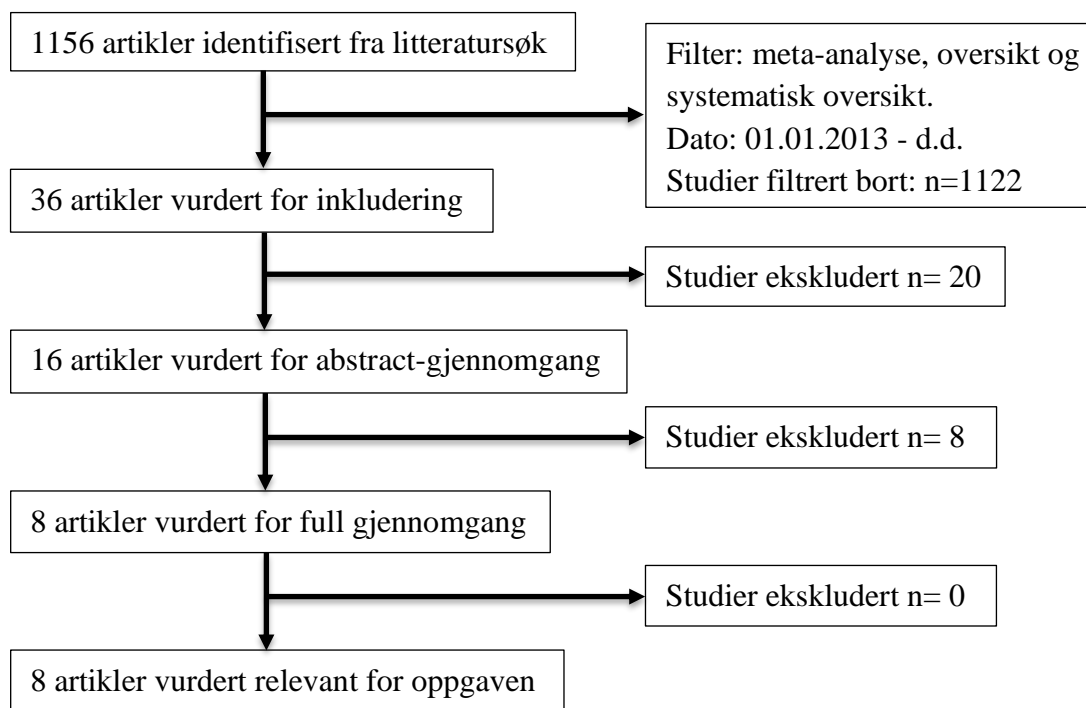 1156 artikler identifisert fra litteratursøk
Filter: meta-analyse, oversikt og
systematisk oversikt.
Dato: 01.01.2013 - d.d.
Studier filtrert bort: n=1122
36 artikler vurdert for inkludering
Studier ekskludert n= 20
16 artikler vurdert for abstract-gjennomgang
Studier ekskludert n= 8
8 artikler vurdert for full gjennomgang
Studier ekskludert n= 0
8 artikler vurdert relevant for oppgaven